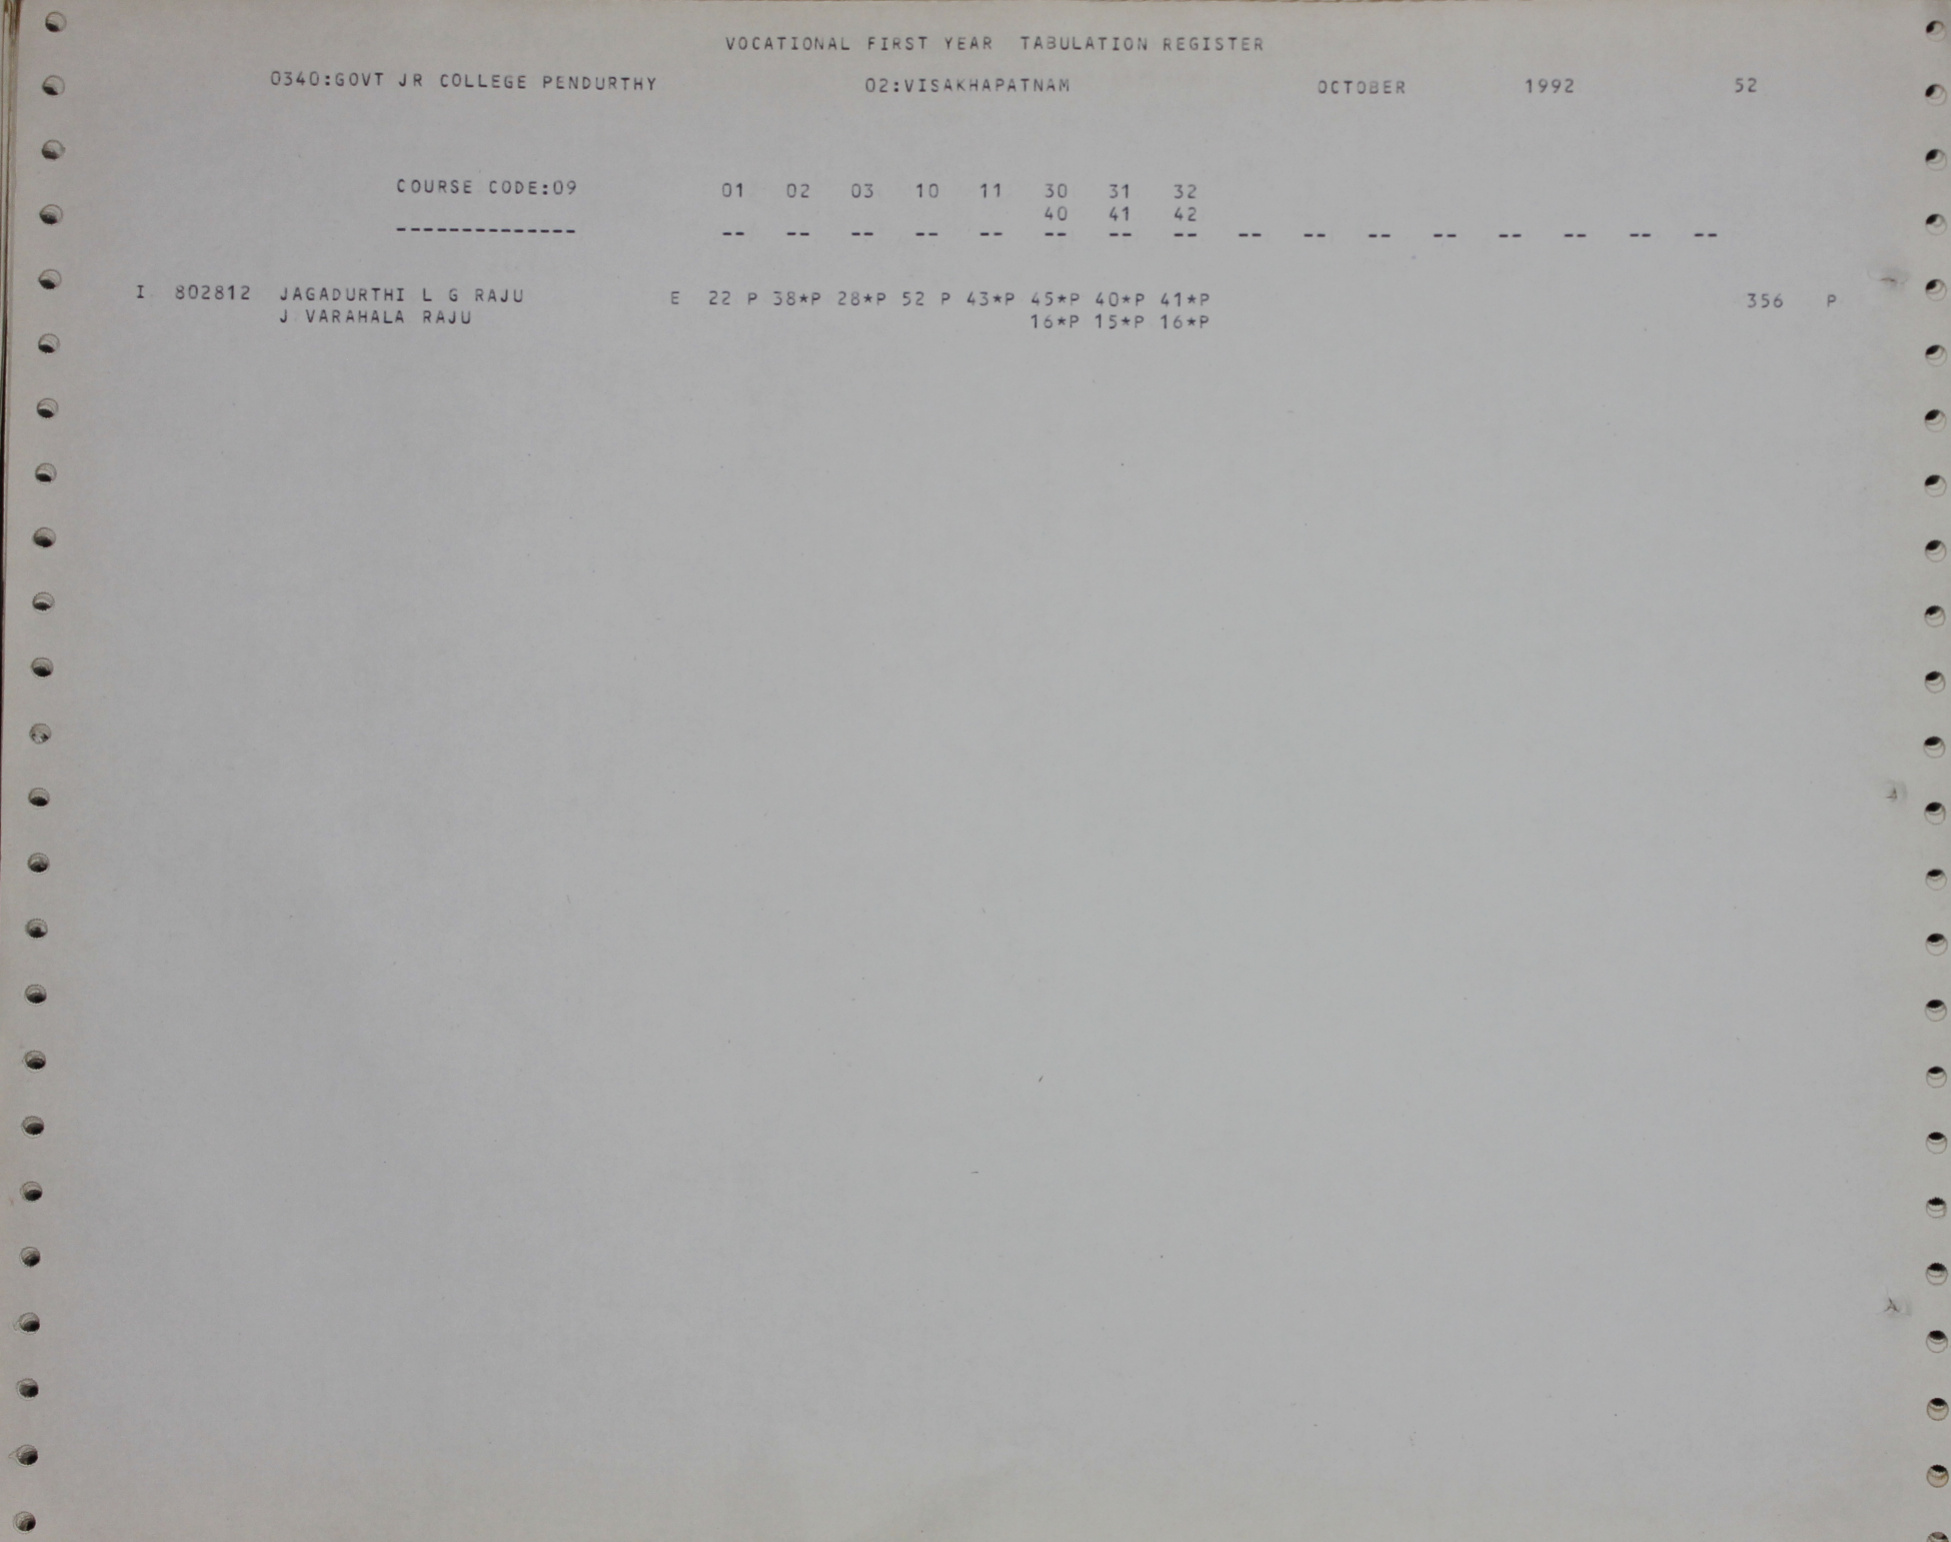 VOCATIONAL FIRST YEAR TABULATION REGISTER
0340:GOVT JR COLLEGE PENDURTHY 02:VISAKHAPATNAM OCTOBER 1992 52
COURSE CODE:09 01 02 03 10 11 30 31 32
40 41 42
-------------- -- -- -- -- -- -- -- -- -- -- -- -- -- -- -- --
I 802812 JAGADURTHI L G RAJU E 22 P 38*P 28*P 52 P 43*P 45*P 40*P 41*P 356 P
J VARAHALA RAJU 16*P 15*P 16*P